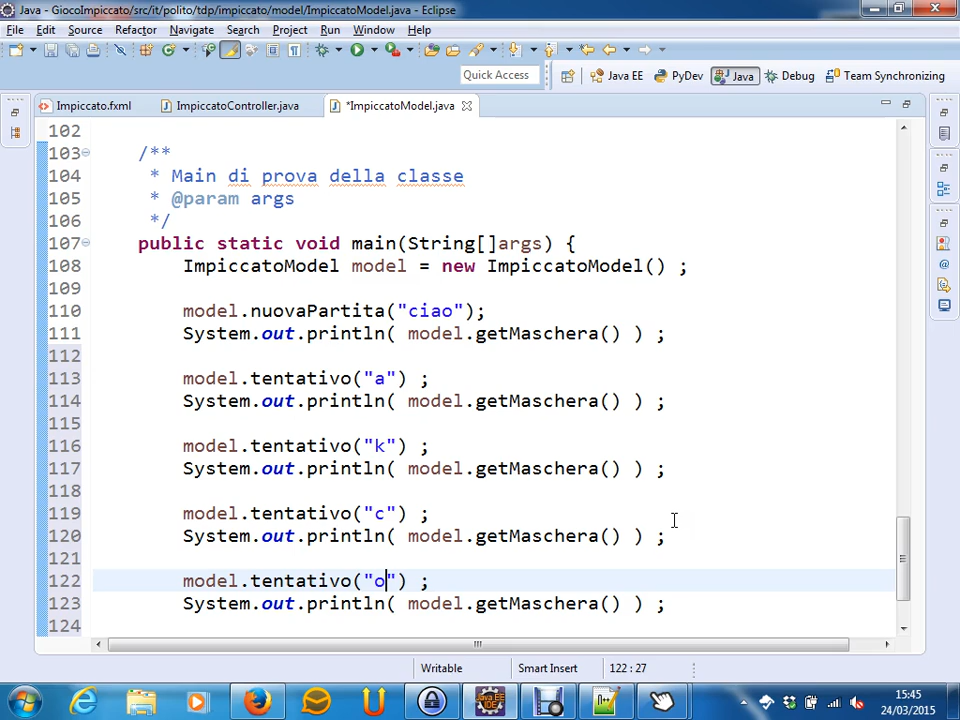 Java - GiocoImpiccato/src/it/polito/tdp/impiccato/model/ImpiccatoModel.java - Eclipse
File Edit Source Refactor Navigate Search Project Run Window Help
Quick Access Java EE PyDev Java Debug Team Synchronizing
Impiccato.fxml ImpiccatoController.java *ImpiccatoModel.java
102
103 /**
104 * Main di prova della classe
105 * @param args
106 */
107 public static void main(String[]args) {
108 ImpiccatoModel model = new ImpiccatoModel() ;
109
110 model.nuovaPartita("ciao");
111 System.out.println( model.getMaschera() ) ;
112
113 model.tentativo("a") ;
114 System.out.println( model.getMaschera() ) ;
115
116 model.tentativo("k") ;
117 System.out.println( model.getMaschera() ) ;
118
119 model.tentativo("c") ;
120 System.out.println( model.getMaschera() ) ;
121
122 model.tentativo("o") ;
123 System.out.println( model.getMaschera() ) ;
124
Writable Smart Insert 122 : 27
15:45
24/03/2015